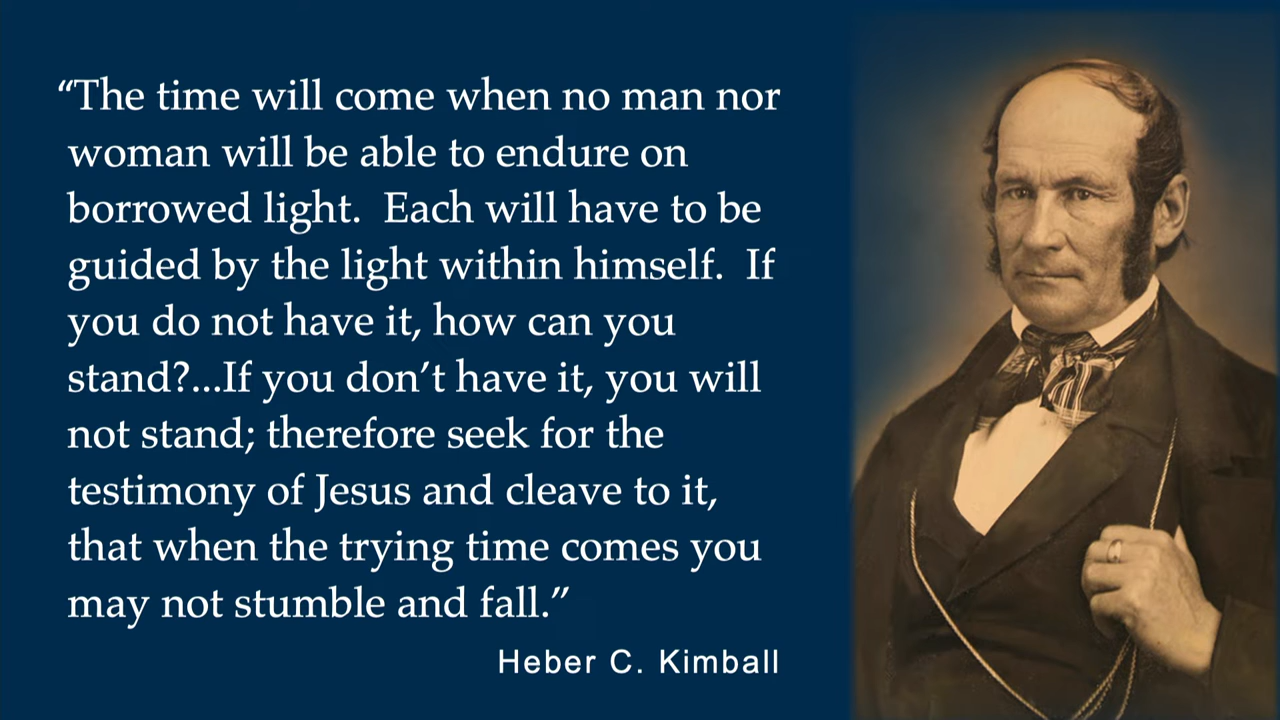 “The time will come when no man nor
woman will be able to endure on
borrowed light.  Each will have to be
guided by the light within himself.  If
you do not have it, how can you
stand?...If you don’t have it, you will
not stand; therefore seek for the
testimony of Jesus and cleave to it,
that when the trying time comes you
may not stumble and fall.”
Heber C. Kimball